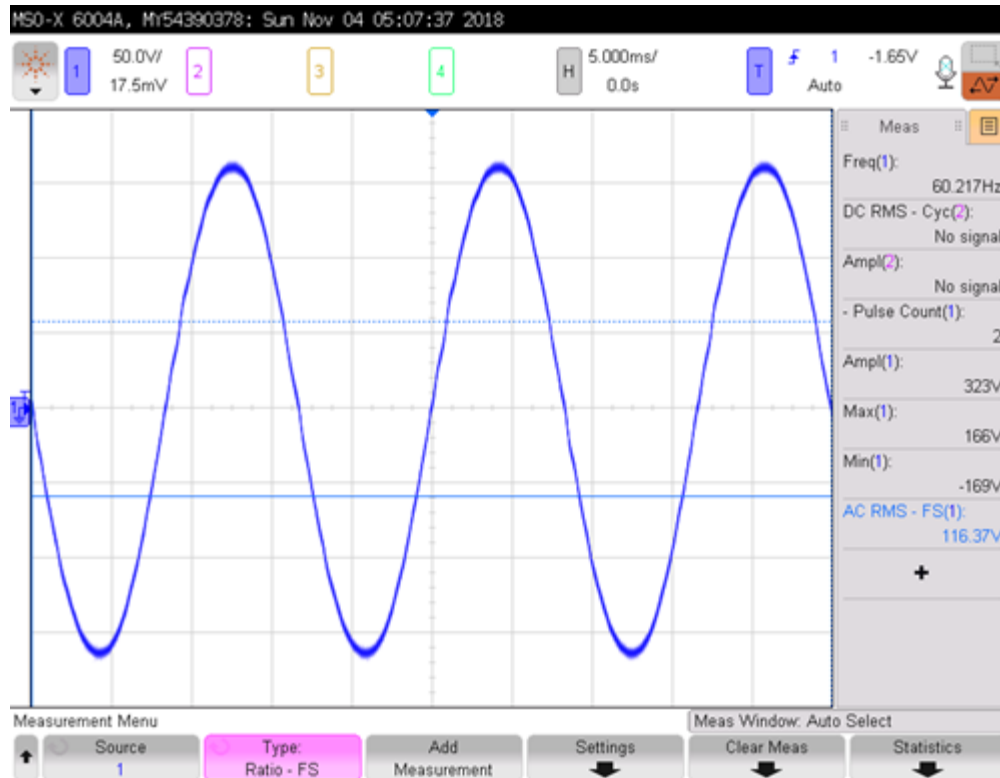 MSO-X 6004A, MY54390378: Sun Nov 04 05:07:37 2018
1 50.0V/ 2 3 4 H 5.000ms/ T 1 -1.65V
17.5mV 0.0s Auto
Meas
Freq(1):
60.217Hz
DC RMS - Cyc(2):
No signal
Ampl(2):
No signal
- Pulse Count(1):
2
Ampl(1):
323V
Max(1):
166V
Min(1):
-169V
AC RMS - FS(1):
116.37V
+
Measurement Menu
Meas Window: Auto Select
Source Type: Add Settings Clear Meas Statistics
1 Ratio - FS Measurement